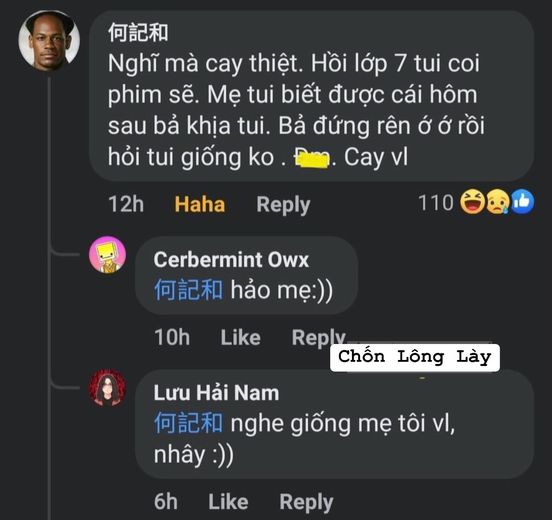 何記和
Nghĩ mà cay thiệt. Hồi lớp 7 tui coi
phim sẽ. Mẹ tui biết được cái hôm
sau bả khịa tui. Bả đứng rên ớ ớ rồi
hỏi tui giống ko . Đm. Cay vl
12h Haha Reply 110
Cerbermint Owx
何記和 hảo mẹ:))
10h Like Reply
Chốn Lông Lày
Lưu Hải Nam
何記和 nghe giống mẹ tôi vl,
nhây :))
6h Like Reply